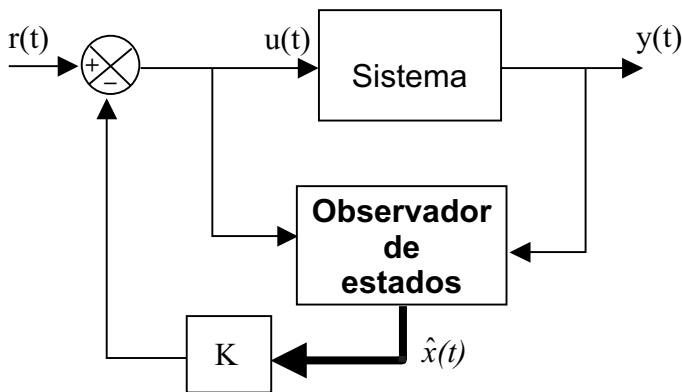 r(t)
+
−
u(t)
Sistema
y(t)
Observador
de
estados
K
x̂(t)